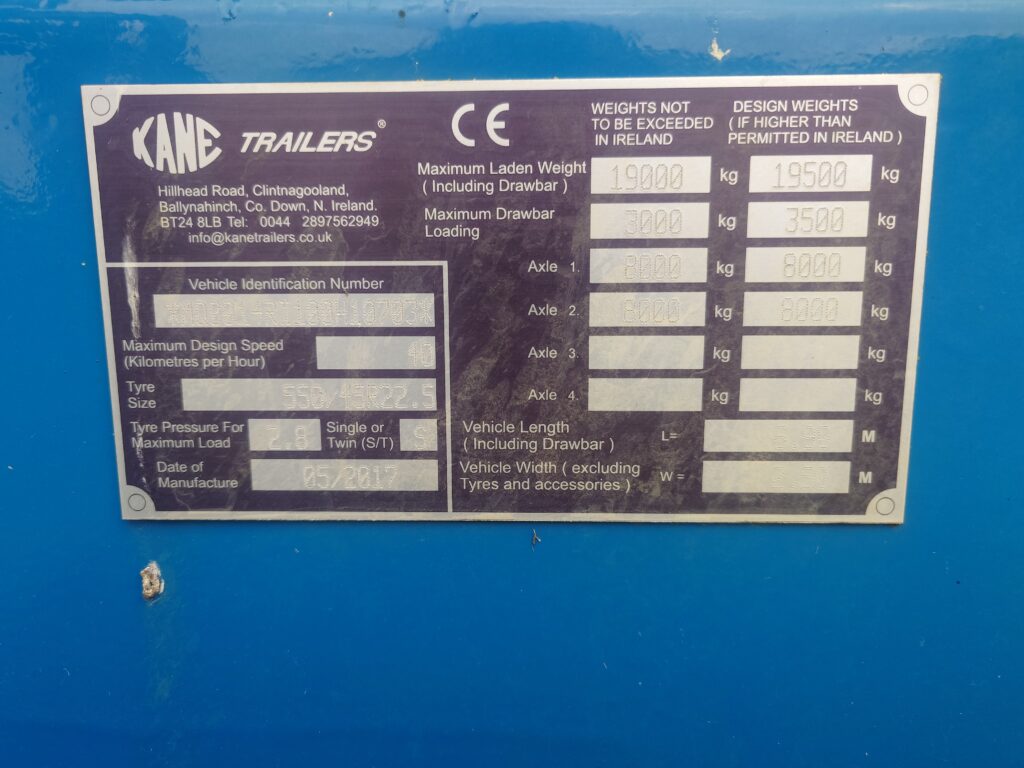 KANE TRAILERS®
Hillhead Road, Clintnagooland,
Ballynahinch, Co. Down, N. Ireland.
BT24 8LB Tel: 0044 2897562949
info@kanetrailers.co.uk
CE
WEIGHTS NOT
TO BE EXCEEDED
IN IRELAND
DESIGN WEIGHTS
( IF HIGHER THAN
PERMITTED IN IRELAND )
Maximum Laden Weight
( Including Drawbar )
19000 kg 19500 kg
Maximum Drawbar
Loading
3000 kg 3500 kg
Axle 1. 8000 kg 8000 kg
Axle 2. 8000 kg 8000 kg
Axle 3. kg kg
Axle 4. kg kg
Vehicle Length
( Including Drawbar )
L= M
Vehicle Width ( excluding
Tyres and accessories )
W = M
Vehicle Identification Number
Maximum Design Speed
(Kilometres per Hour)
40
Tyre
Size
550/45R22.5
Tyre Pressure For
Maximum Load
2.8
Single or
Twin (S/T)
S
Date of
Manufacture
05/2017